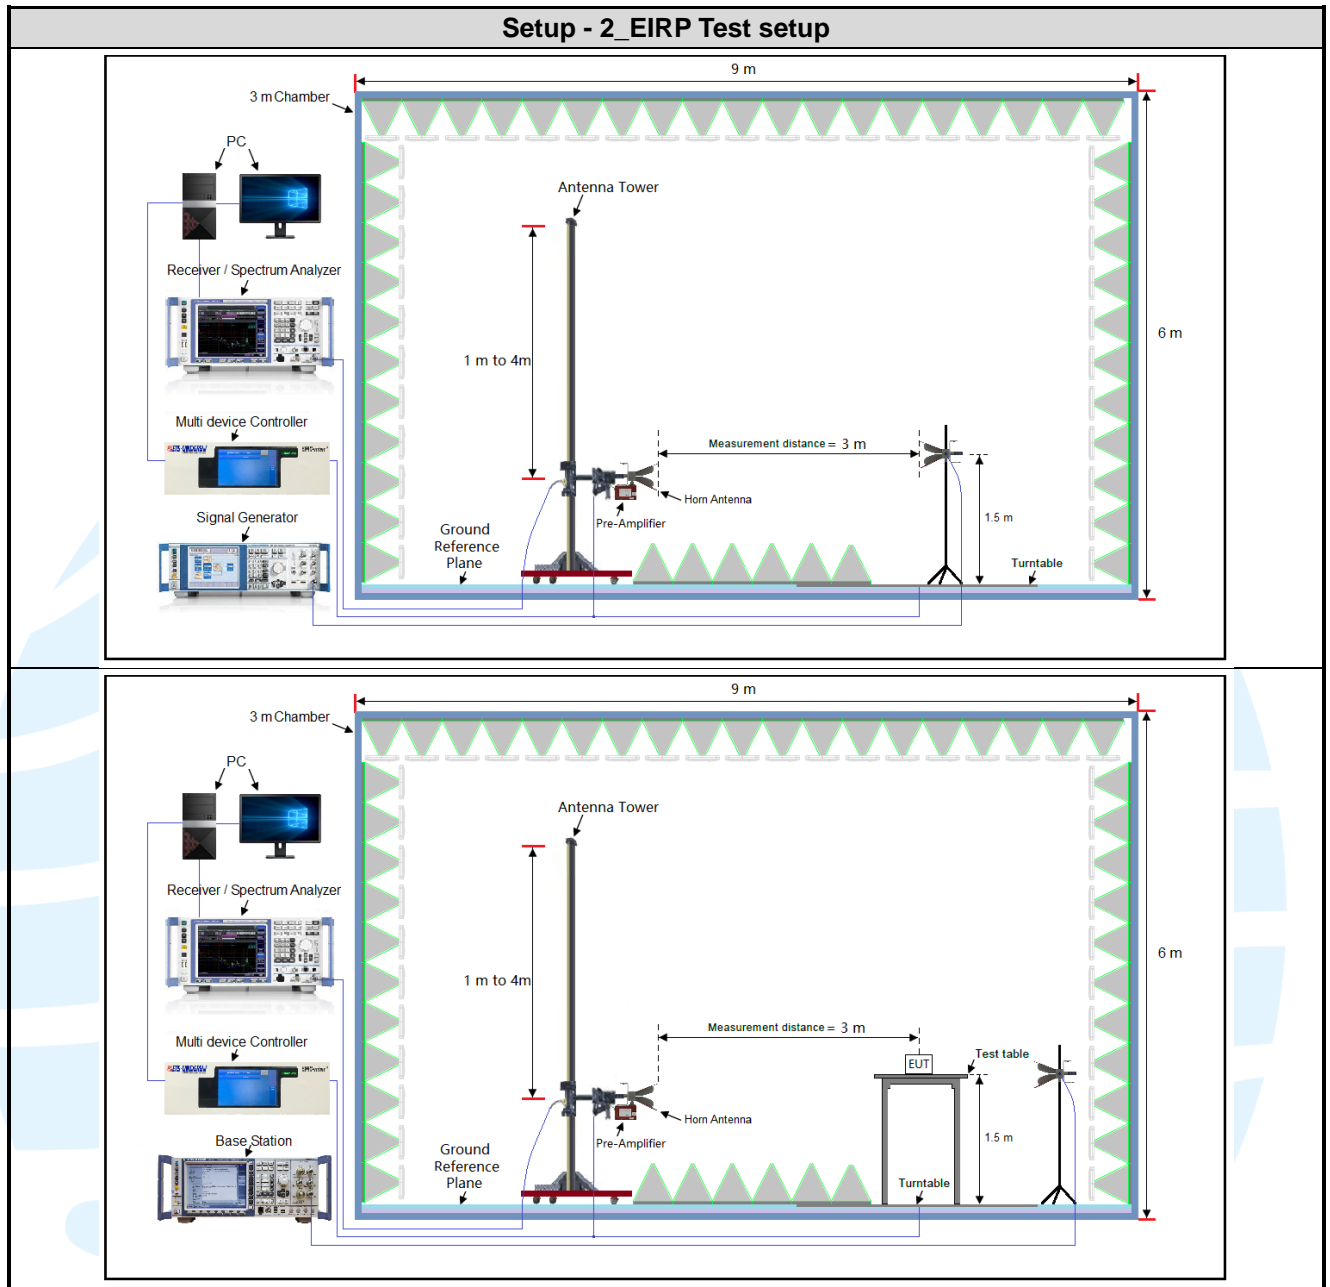 Setup - 2_EIRP Test setup
9 m
3 m Chamber
PC
Antenna Tower
Receiver / Spectrum Analyzer
6 m
1 m to 4m
Multi device Controller
Measurement distance = 3 m
Horn Antenna
Signal Generator
Pre-Amplifier
1.5 m
Ground
Reference
Plane
Turntable
9 m
3 m Chamber
PC
Antenna Tower
Receiver / Spectrum Analyzer
6 m
1 m to 4m
Measurement distance = 3 m
Multi device Controller
Test table
EUT
Horn Antenna
Base Station
Pre-Amplifier
1.5 m
Ground
Reference
Plane
Turntable